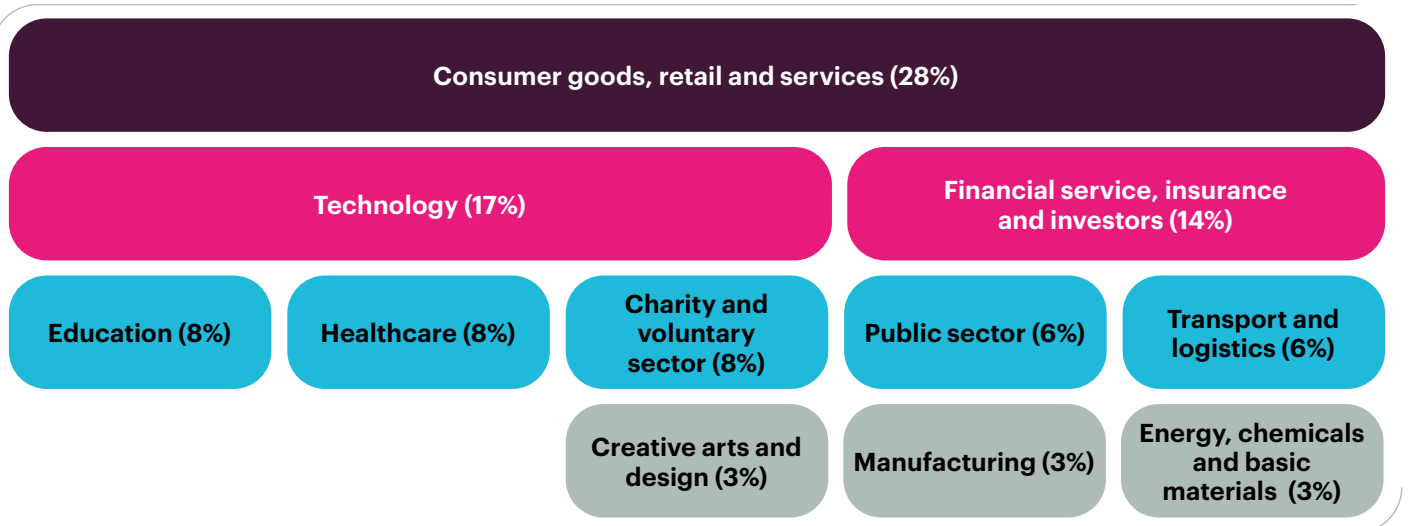 Consumer goods, retail and services (28%)
Technology (17%)
Financial service, insurance
and investors (14%)
Education (8%)
Healthcare (8%)
Charity and
voluntary
sector (8%)
Public sector (6%)
Transport and
logistics (6%)
Creative arts and
design (3%)
Manufacturing (3%)
Energy, chemicals
and basic
materials (3%)